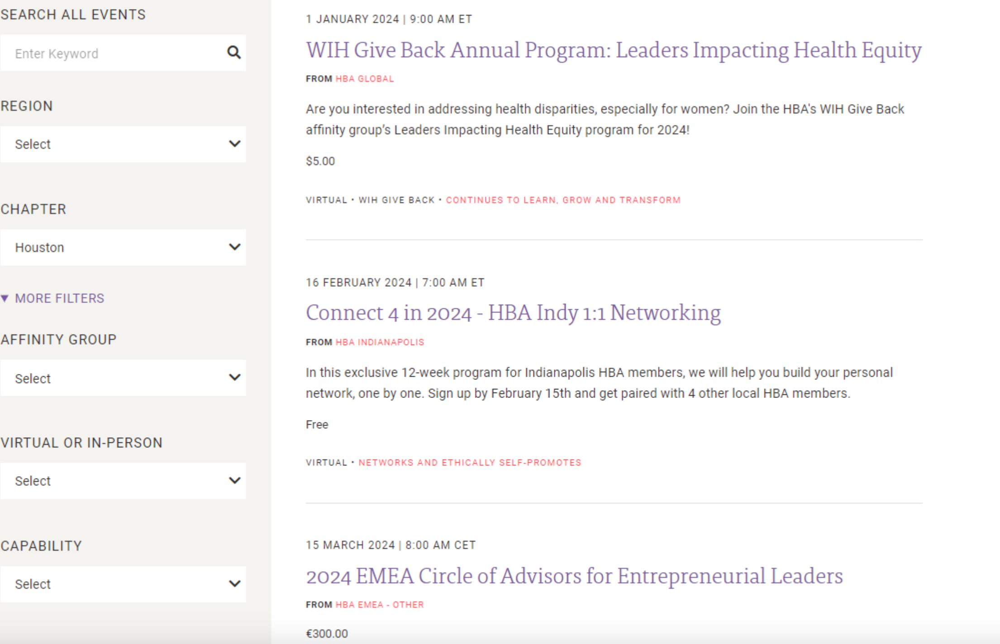 SEARCH ALL EVENTS
Enter Keyword
REGION
Select
CHAPTER
Houston
▼ MORE FILTERS
AFFINITY GROUP
Select
VIRTUAL OR IN-PERSON
Select
CAPABILITY
Select
1 JANUARY 2024 | 9:00 AM ET
WIH Give Back Annual Program: Leaders Impacting Health Equity
FROM HBA GLOBAL
Are you interested in addressing health disparities, especially for women? Join the HBA's WIH Give Back
affinity group’s Leaders Impacting Health Equity program for 2024!
$5.00
VIRTUAL • WIH GIVE BACK • CONTINUES TO LEARN, GROW AND TRANSFORM
16 FEBRUARY 2024 | 7:00 AM ET
Connect 4 in 2024 - HBA Indy 1:1 Networking
FROM HBA INDIANAPOLIS
In this exclusive 12-week program for Indianapolis HBA members, we will help you build your personal
network, one by one. Sign up by February 15th and get paired with 4 other local HBA members.
Free
VIRTUAL • NETWORKS AND ETHICALLY SELF-PROMOTES
15 MARCH 2024 | 8:00 AM CET
2024 EMEA Circle of Advisors for Entrepreneurial Leaders
FROM HBA EMEA - OTHER
€300.00